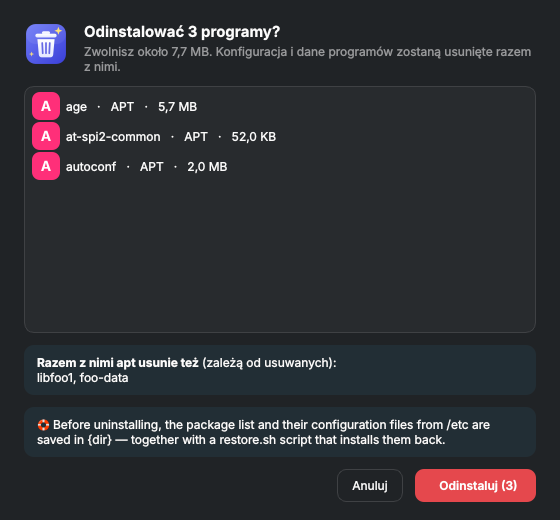 Odinstalować 3 programy?
Zwolnisz około 7,7 MB. Konfiguracja i dane programów zostaną usunięte razem
z nimi.
A age · APT · 5,7 MB
A at-spi2-common · APT · 52,0 KB
A autoconf · APT · 2,0 MB
Razem z nimi apt usunie też (zależą od usuwanych):
libfoo1, foo-data
🛟 Before uninstalling, the package list and their configuration files from /etc are
saved in {dir} — together with a restore.sh script that installs them back.
Anuluj
Odinstaluj (3)